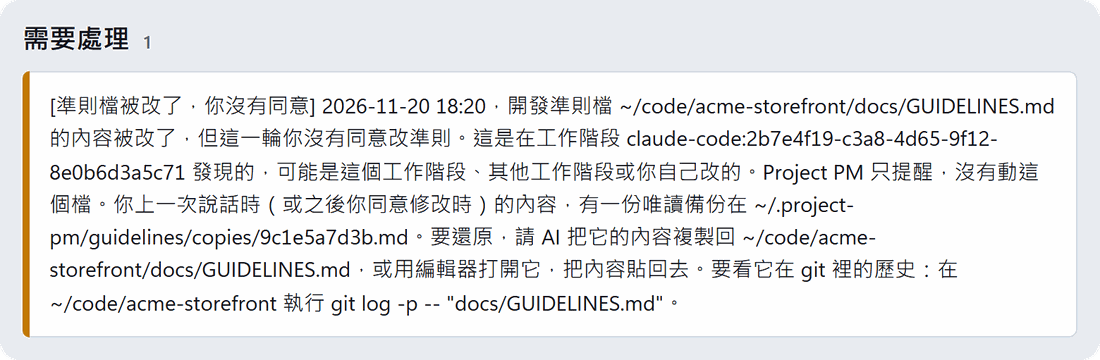 需要處理 1
[準則檔被改了，你沒有同意] 2026-11-20 18:20，開發準則檔 ~/code/acme-storefront/docs/GUIDELINES.md
的內容被改了，但這一輪你沒有同意改準則。這是在工作階段 claude-code:2b7e4f19-c3a8-4d65-9f12-
8e0b6d3a5c71 發現的，可能是這個工作階段、其他工作階段或你自己改的。Project PM 只提醒，沒有動這
個檔。你上一次說話時（或之後你同意修改時）的內容，有一份唯讀備份在 ~/.project-
pm/guidelines/copies/9c1e5a7d3b.md。要還原，請 AI 把它的內容複製回 ~/code/acme-
storefront/docs/GUIDELINES.md，或用編輯器打開它，把內容貼回去。要看它在 git 裡的歷史：在
~/code/acme-storefront 執行 git log -p -- "docs/GUIDELINES.md"。